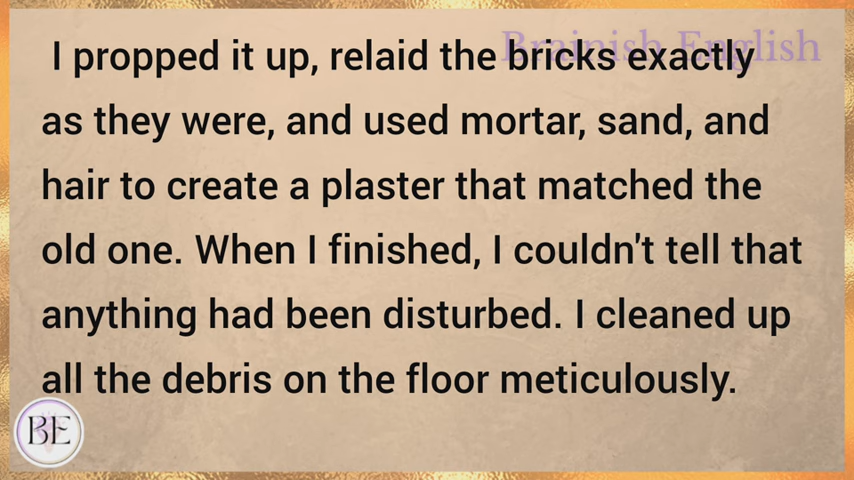 Brainish English
I propped it up, relaid the bricks exactly
as they were, and used mortar, sand, and
hair to create a plaster that matched the
old one. When I finished, I couldn't tell that
anything had been disturbed. I cleaned up
all the debris on the floor meticulously.
BE